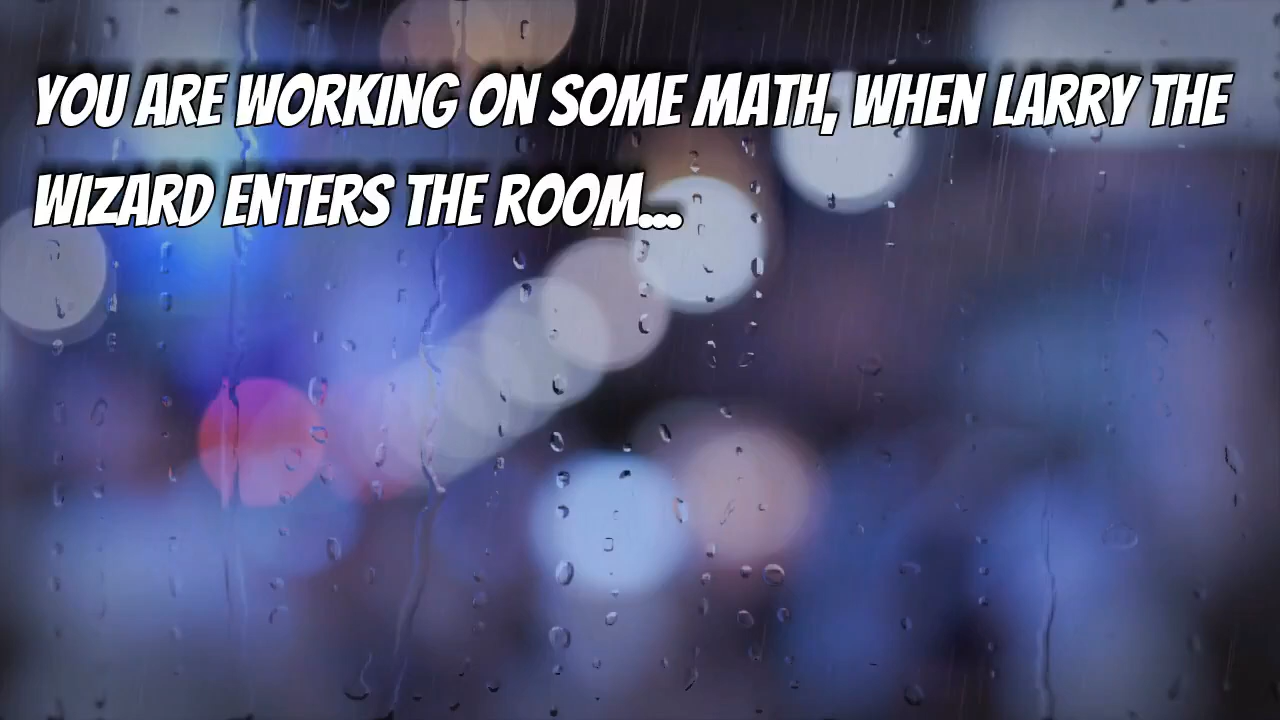 YOU ARE WORKING ON SOME MATH, WHEN LARRY THE
WIZARD ENTERS THE ROOM...